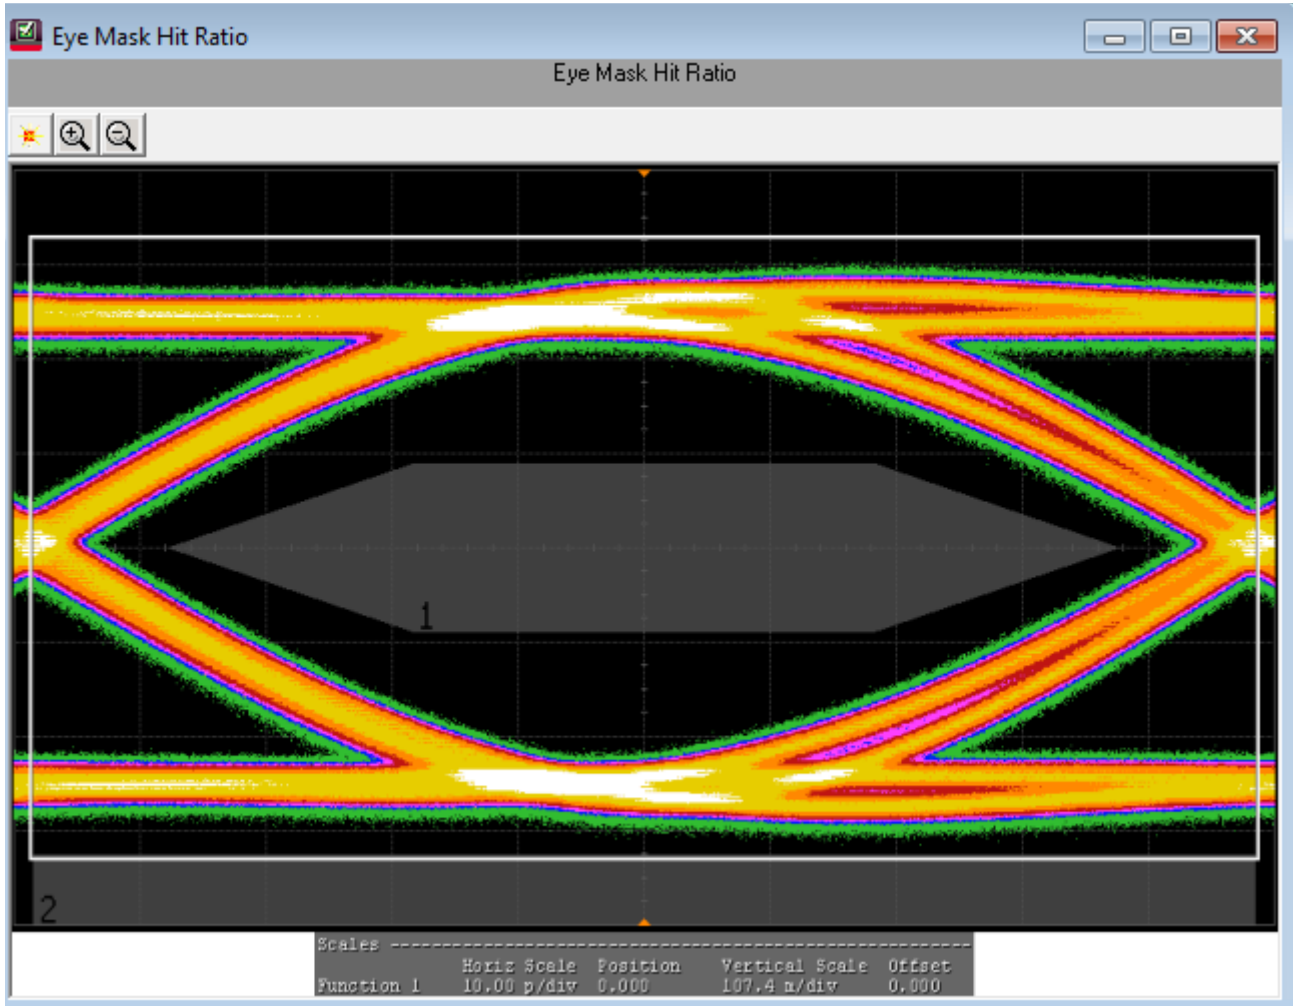 Eye Mask Hit Ratio
Eye Mask Hit Ratio
1
2
Scales --------------------------------------------------------
Horiz Scale Position Vertical Scale Offset
Function 1 10.00 p/div 0.000 107.4 m/div 0.000